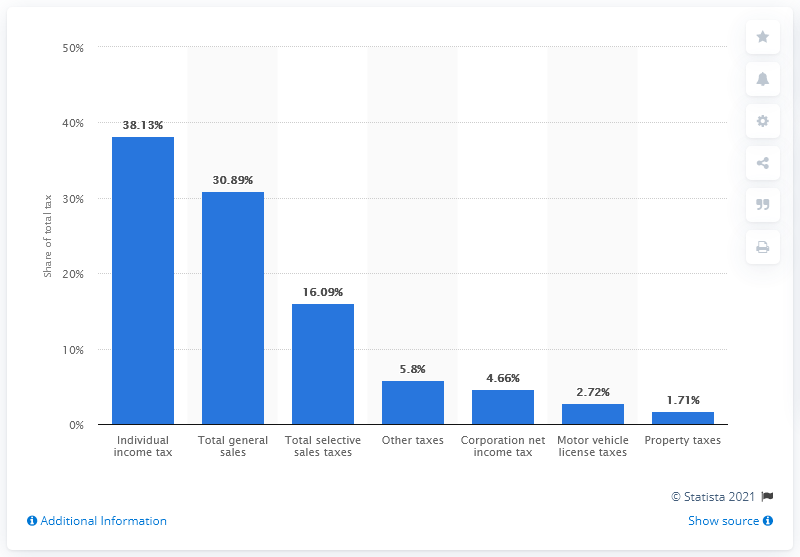 50%
40%
30%
20%
10%
0%
Share of total tax
38.13%
30.89%
16.09%
5.8%
4.66%
2.72%
1.71%
Individual
income tax
Total general
sales
Total selective
sales taxes
Other taxes
Corporation net
income tax
Motor vehicle
license taxes
Property taxes
© Statista 2021
Additional Information
Show source